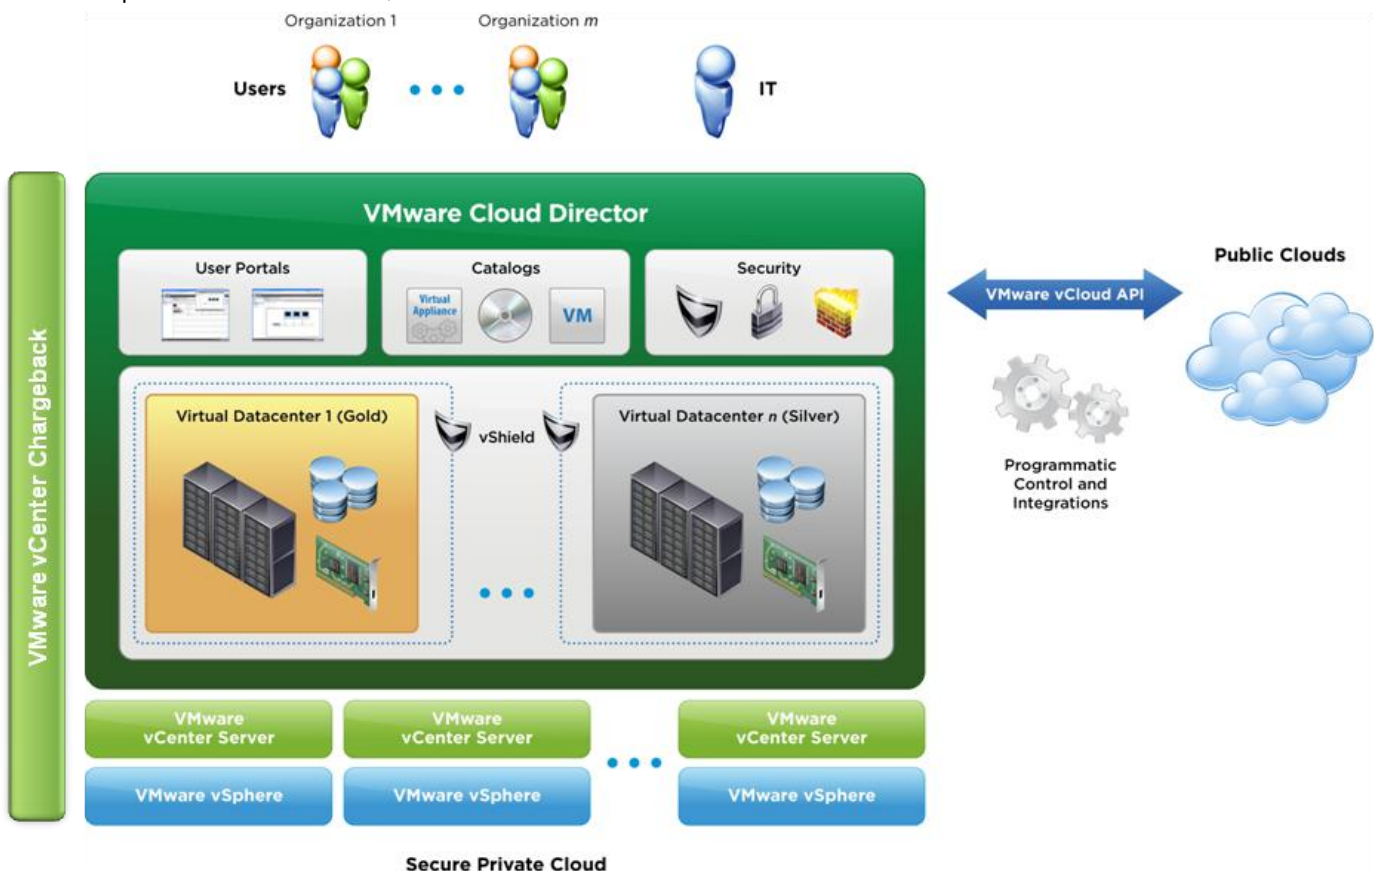 Organization 1
Organization m
Users
IT
VMware vCenter Chargeback
VMware Cloud Director
User Portals
Catalogs
Security
Virtual
Appliance
VM
VMware vCloud API
Public Clouds
Programmatic
Control and
Integrations
Virtual Datacenter 1 (Gold)
vShield
Virtual Datacenter n (Silver)
VMware
vCenter Server
VMware
vCenter Server
VMware
vCenter Server
VMware vSphere
VMware vSphere
VMware vSphere
Secure Private Cloud